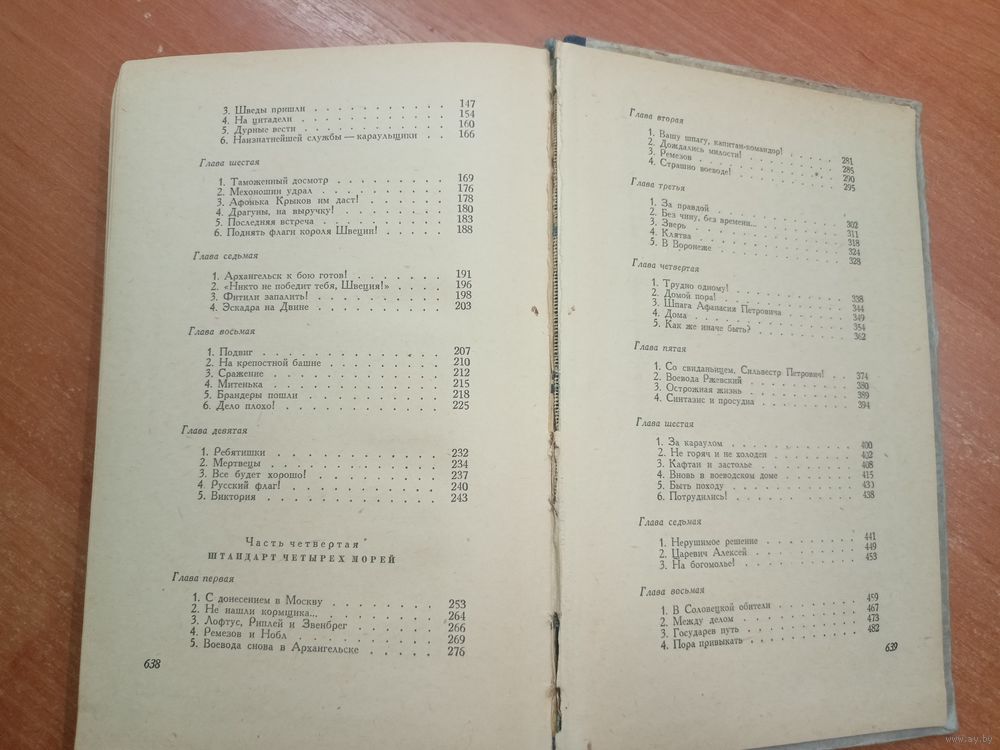 3. Шведы пришли . . . . . . . . . . . 147
4. На цитадели . . . . . . . . . . . 154
5. Дурные вести . . . . . . . . . . . 160
6. Наизнатнейшей службы — караульщики . . 166
Глава шестая
1. Таможенный досмотр . . . . . . . . . 169
2. Мехоношин удрал . . . . . . . . . . 176
3. Афонька Крыков им даст! . . . . . . . 178
4. Драгуны, на выручку! . . . . . . . . 180
5. Последняя встреча . . . . . . . . . 183
6. Поднять флаги короля Швеции! . . . . . 188
Глава седьмая
1. Архангельск к бою готов! . . . . . . . 191
2. «Никто не победит тебя, Швеция!» . . . . 196
3. Фитили запалить! . . . . . . . . . . 198
4. Эскадра на Двине . . . . . . . . . . 203
Глава восьмая
1. Подвиг . . . . . . . . . . . . . 207
2. На крепостной башне . . . . . . . . . 210
3. Сражение . . . . . . . . . . . . 212
4. Митенька . . . . . . . . . . . . 215
5. Брандеры пошли . . . . . . . . . . 218
6. Дело плохо! . . . . . . . . . . . 225
Глава девятая
1. Ребятишки . . . . . . . . . . . . 232
2. Мертвецы . . . . . . . . . . . . 234
3. Все будет хорошо! . . . . . . . . . 237
4. Русский флаг! . . . . . . . . . . . 240
5. Виктория . . . . . . . . . . . . 243
Часть четвертая
ШТАНДАРТ ЧЕТЫРЕХ МОРЕЙ
Глава первая
1. С донесением в Москву . . . . . . . . 253
2. Не нашли кормщика... . . . . . . . . 264
3. Лофтус, Риплей и Эвенбрег . . . . . . . 266
4. Ремезов и Нобл . . . . . . . . . . 269
5. Воевода снова в Архангельске . . . . . . 276
638
Глава вторая
1. Вашу шпагу, капитан-командор! . . . . . 281
2. Дождались милости! . . . . . . . . . 285
3. Ремезов . . . . . . . . . . . . 290
4. Страшно воеводе! . . . . . . . . . 295
Глава третья
1. За правдой . . . . . . . . . . . 302
2. Без чину, без времени... . . . . . . . 311
3. Зверь . . . . . . . . . . . . . 318
4. Клятва . . . . . . . . . . . . . 324
5. В Воронеже . . . . . . . . . . . 328
Глава четвертая
1. Трудно одному! . . . . . . . . . . 338
2. Домой пора! . . . . . . . . . . . 344
3. Шпага Афанасия Петровича . . . . . . 349
4. Дома . . . . . . . . . . . . . 354
5. Как же иначе быть? . . . . . . . . . 362
Глава пятая
1. Со свиданьицем, Сильвестр Петрович! . . 374
2. Воевода Ржевский . . . . . . . . . 380
3. Острожная жизнь . . . . . . . . . 389
4. Синтаксис и просудиа . . . . . . . . 394
Глава шестая
1. За караулом . . . . . . . . . . . 400
2. Не горяч и не холоден . . . . . . . . 402
3. Кафтан и застолье . . . . . . . . . 408
4. Вновь в воеводском доме . . . . . . . 415
5. Быть походу . . . . . . . . . . . 433
6. Потрудились! . . . . . . . . . . . 438
Глава седьмая
1. Нерушимое решение . . . . . . . . . 441
2. Царевич Алексей . . . . . . . . . . 449
3. На богомолье! . . . . . . . . . . . 453
Глава восьмая
1. В Соловецкой обители . . . . . . . . 459
2. Между делом . . . . . . . . . . . 467
3. Государев путь . . . . . . . . . . 473
4. Пора привыкать . . . . . . . . . . 482
639
www.ay.by